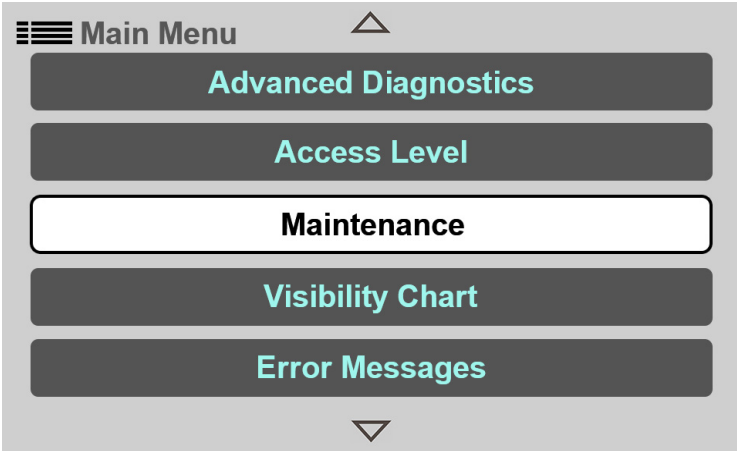 Main Menu
Advanced Diagnostics
Access Level
Maintenance
Visibility Chart
Error Messages